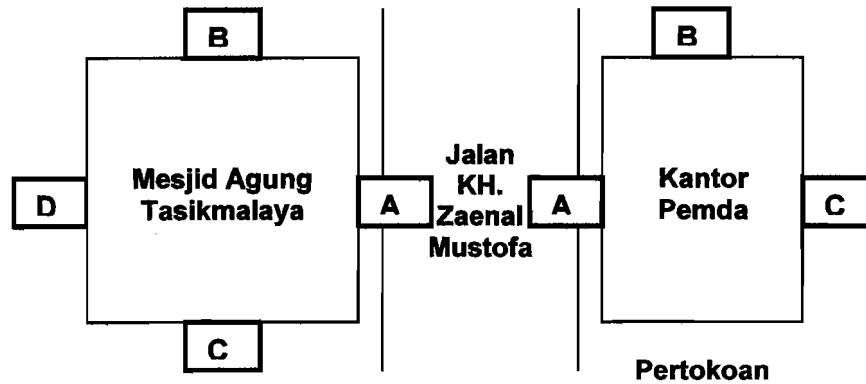 B
B
Mesjid Agung
Tasikmalaya
D
A
Jalan
KH.
Zaenal
Mustofa
A
Kantor
Pemda
C
C
Pertokoan